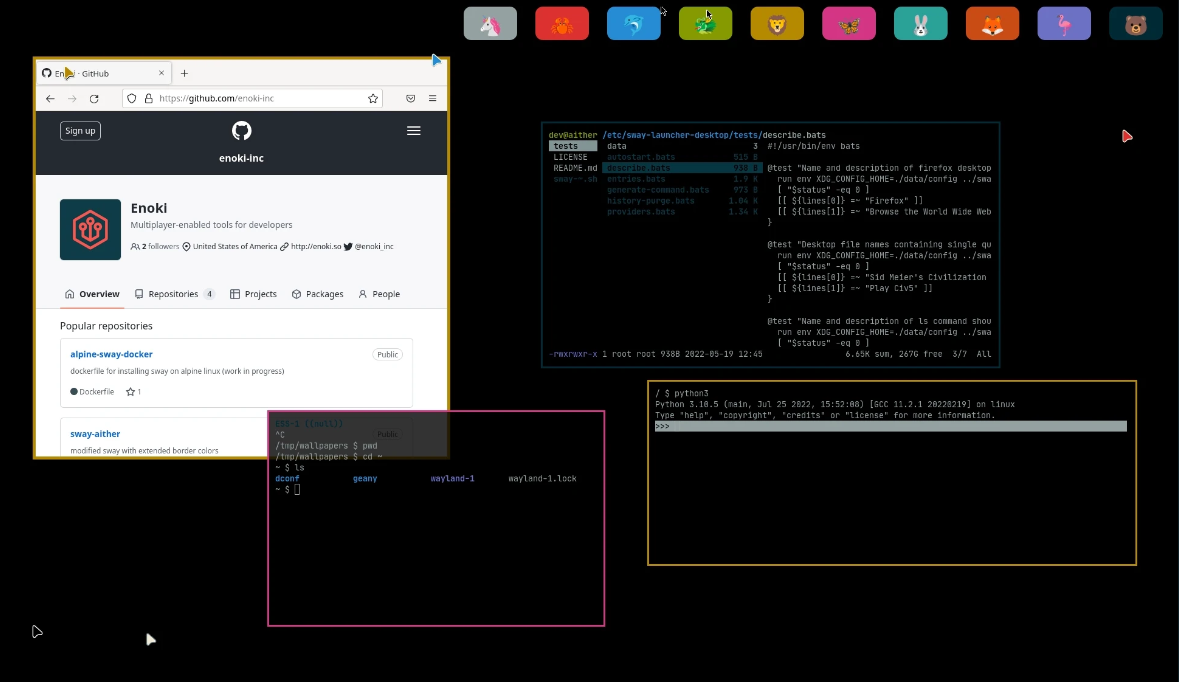 · GitHub
https://github.com/enoki-inc
Sign up
enoki-inc
Enoki
Multiplayer-enabled tools for developers
2 followers United States of America http://enoki.so @enoki_inc
Overview Repositories 4 Projects Packages People
Popular repositories
alpine-sway-docker Public
dockerfile for installing sway on alpine linux (work in progress)
Dockerfile 1
sway-aither Public
modified sway with extended border colors
dev@aither /etc/sway-launcher-desktop/tests/describe.bats
tests data 3 #!/usr/bin/env bats
LICENSE autostart.bats 515 B
README.md describe.bats 938 B @test "Name and description of firefox desktop
sway-~.sh entries.bats 1.9 K run env XDG_CONFIG_HOME=./data/config ../swa
generate-command.bats 973 B [ "$status" -eq 0 ]
history-purge.bats 1.04 K [[ ${lines[0]} =~ "Firefox" ]]
providers.bats 1.34 K [[ ${lines[1]} =~ "Browse the World Wide Web
}
@test "Desktop file names containing single qu
run env XDG_CONFIG_HOME=./data/config ../swa
[ "$status" -eq 0 ]
[[ ${lines[0]} =~ "Sid Meier's Civilization
[[ ${lines[1]} =~ "Play Civ5" ]]
}
@test "Name and description of ls command shou
run env XDG_CONFIG_HOME=./data/config ../swa
[ "$status" -eq 0 ]
-rwxrwxr-x 1 root root 938B 2022-05-19 12:45 6.65K sum, 267G free 3/7 All
/ $ python3
Python 3.10.5 (main, Jul 25 2022, 15:52:08) [GCC 11.2.1 20220219] on linux
Type "help", "copyright", "credits" or "license" for more information.
>>>
^C
/tmp/wallpapers $ pwd
/tmp/wallpapers $ cd ~
~ $ ls
dconf geany wayland-1 wayland-1.lock
~ $